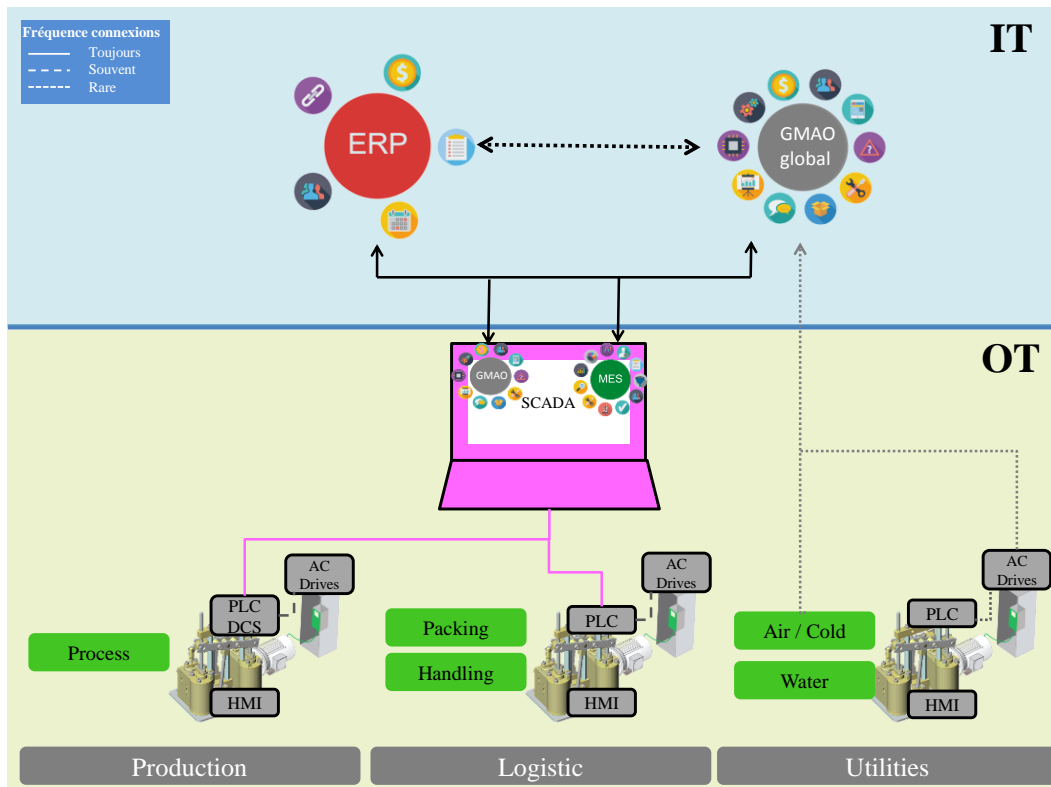 Fréquence connexions
Toujours
Souvent
Rare
IT
ERP
GMAO
global
OT
GMAO
MES
SCADA
AC
Drives
PLC
DCS
Process
HMI
AC
Drives
Packing
PLC
Handling
HMI
AC
Drives
PLC
Air / Cold
Water
HMI
Production
Logistic
Utilities